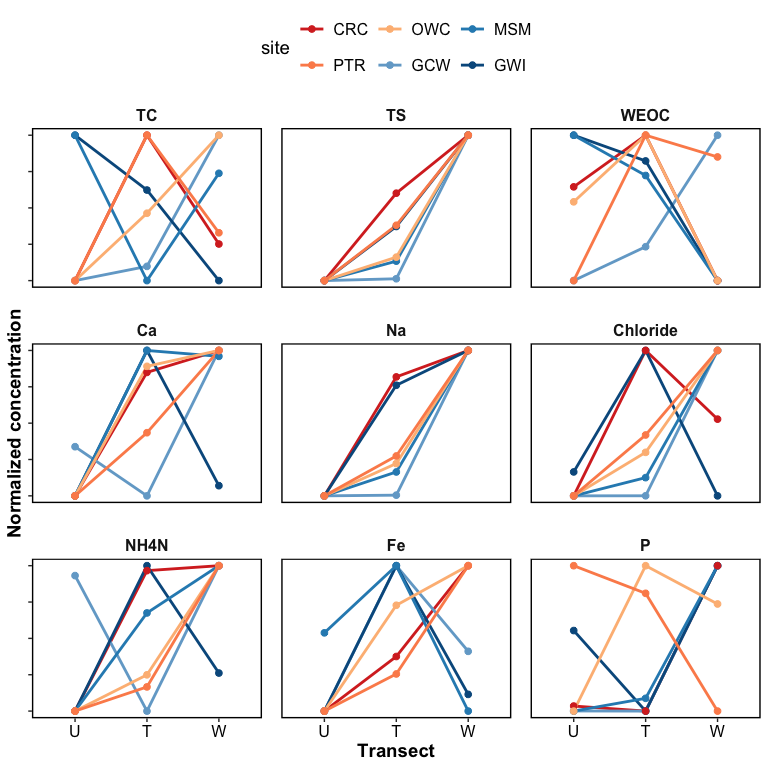 site
CRC OWC MSM
PTR GCW GWI
TC TS WEOC
Ca Na Chloride
NH4N Fe P
Normalized concentration
U T W U T W U T W
Transect